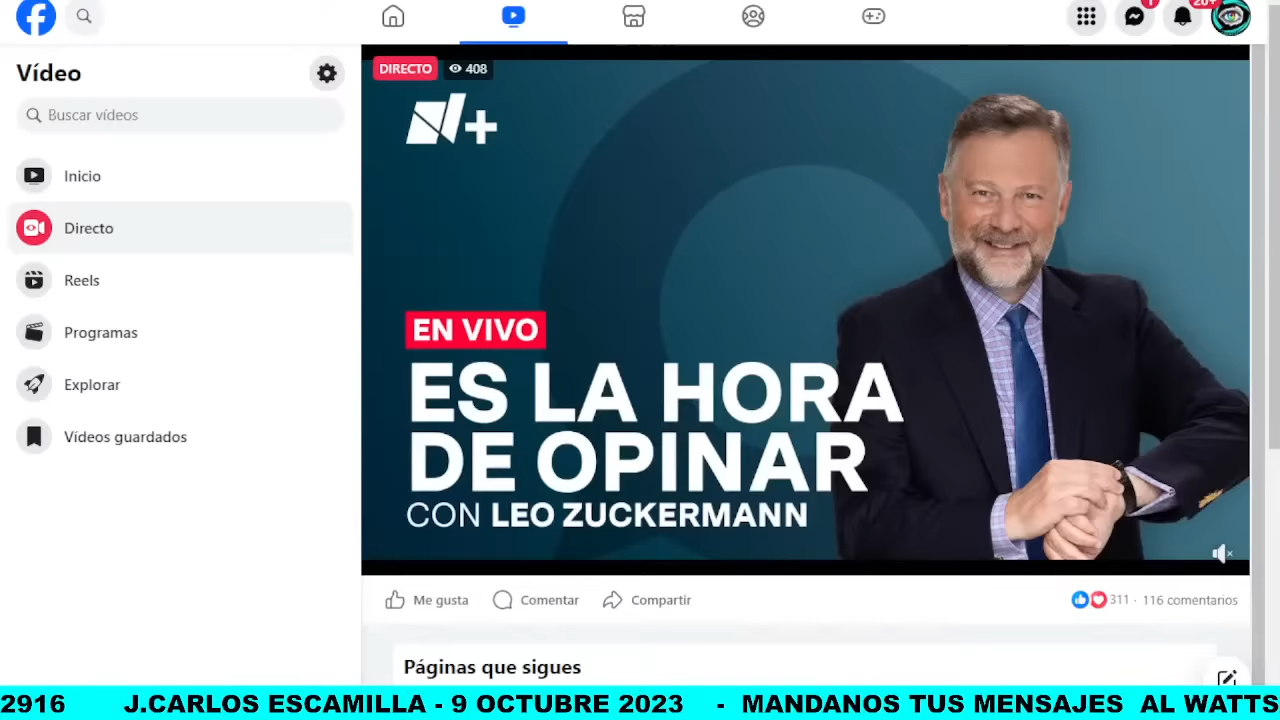 1
20+
Vídeo
Buscar vídeos
Inicio
Directo
Reels
Programas
Explorar
Vídeos guardados
DIRECTO 408
N+
EN VIVO
ES LA HORA
DE OPINAR
CON LEO ZUCKERMANN
Me gusta Comentar Compartir 311 · 116 comentarios
Páginas que sigues
2916 J.CARLOS ESCAMILLA - 9 OCTUBRE 2023 - MANDANOS TUS MENSAJES AL WATTS